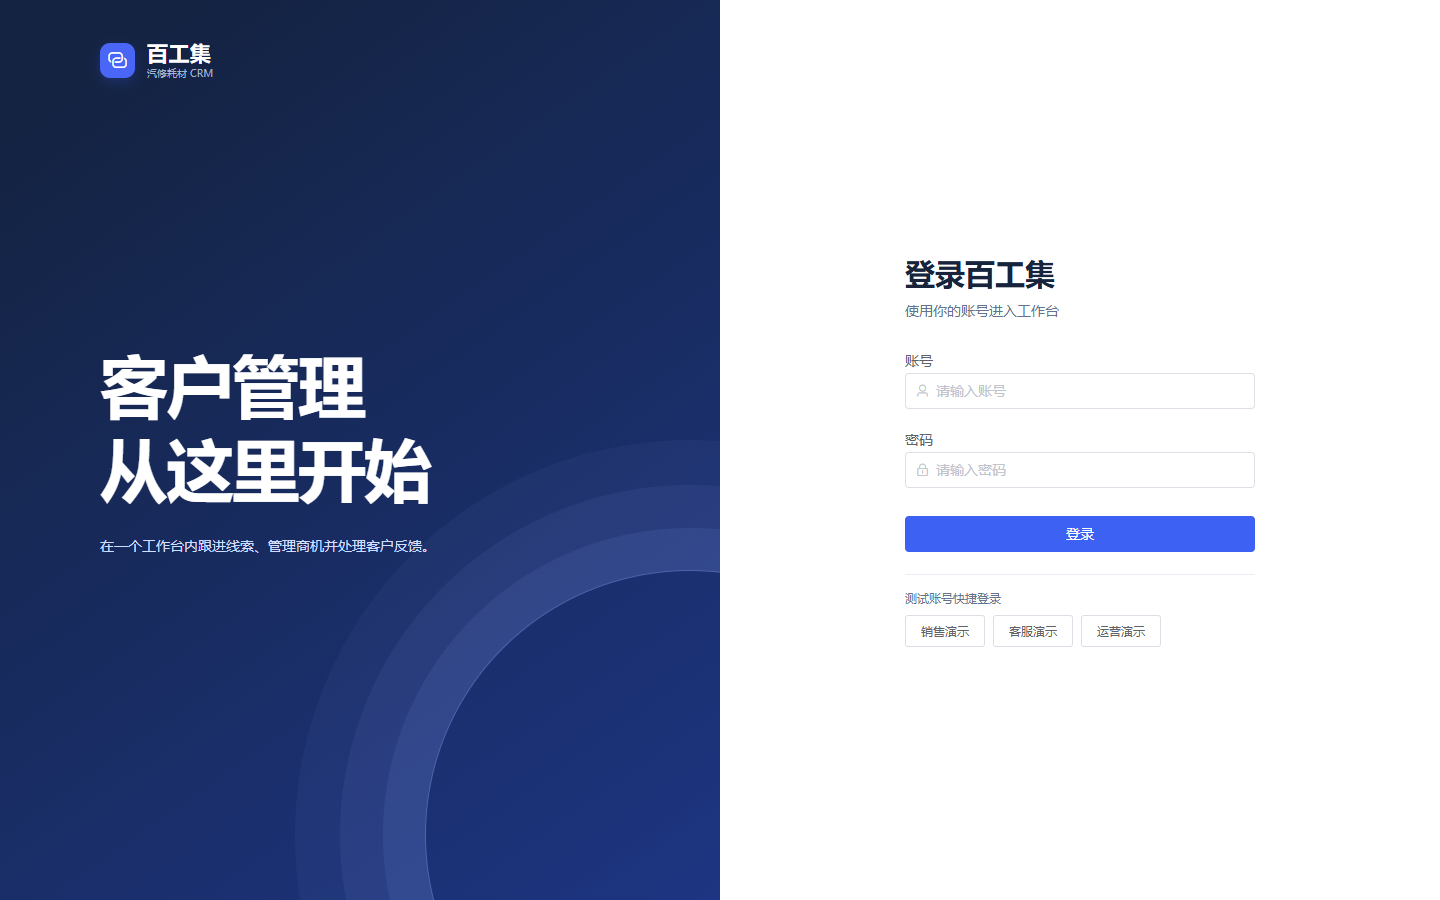 百工集
汽修耗材 CRM
客户管理
从这里开始
在一个工作台内跟进线索、管理商机并处理客户反馈。
登录百工集
使用你的账号进入工作台
账号
请输入账号
密码
请输入密码
登录
测试账号快捷登录
销售演示 客服演示 运营演示